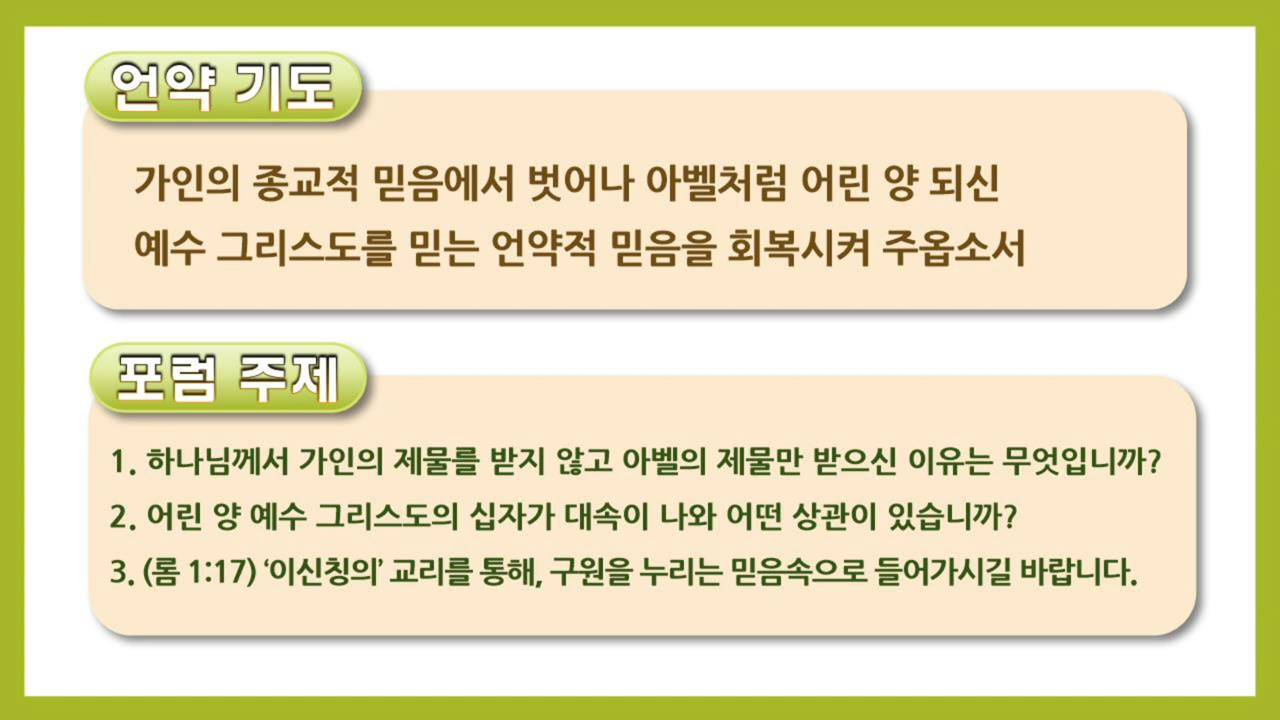 언약 기도
가인의 종교적 믿음에서 벗어나 아벨처럼 어린 양 되신
예수 그리스도를 믿는 언약적 믿음을 회복시켜 주옵소서
포럼 주제
1. 하나님께서 가인의 제물를 받지 않고 아벨의 제물만 받으신 이유는 무엇입니까?
2. 어린 양 예수 그리스도의 십자가 대속이 나와 어떤 상관이 있습니까?
3. (롬 1:17) ‘이신칭의’ 교리를 통해, 구원을 누리는 믿음속으로 들어가시길 바랍니다.